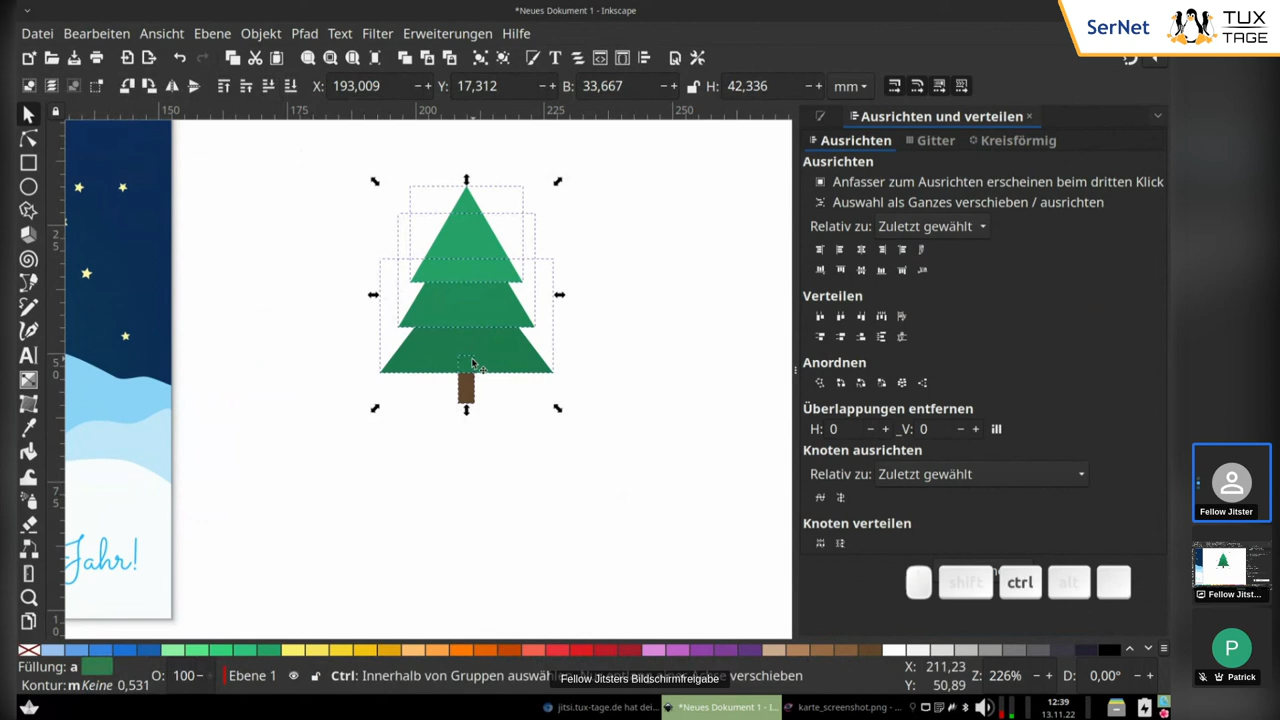 *Neues Dokument 1 - Inkscape
SerNet
TUX
TAGE
Datei Bearbeiten Ansicht Ebene Objekt Pfad Text Filter Erweiterungen Hilfe
X: 193,009 - + Y: 17,312 - + B: 33,667 - + H: 42,336 - + mm
150 175 200 225 250
Ausrichten und verteilen ×
Ausrichten Gitter Kreisförmig
Ausrichten
Anfasser zum Ausrichten erscheinen beim dritten Klick
Auswahl als Ganzes verschieben / ausrichten
Relativ zu: Zuletzt gewählt
Verteilen
Anordnen
Überlappungen entfernen
H: 0 - + _V: 0 - +
Knoten ausrichten
Relativ zu: Zuletzt gewählt
Knoten verteilen
Jahr!
shift ctrl alt
Fellow Jitster
Fellow Jitst...
P
Patrick
Füllung: a
Kontur: m Keine 0,531
O: 100 - +
Ebene 1
Ctrl: Innerhalb von Gruppen auswäh
verschieben
Fellow Jitsters Bildschirmfreigabe
X: 211,23
Y: 50,89
Z: 226% - + D: 0,00° - +
jitsi.tux-tage.de hat dei...
*Neues Dokument 1 - I...
karte_screenshot.png - ...
12:39
13.11.22